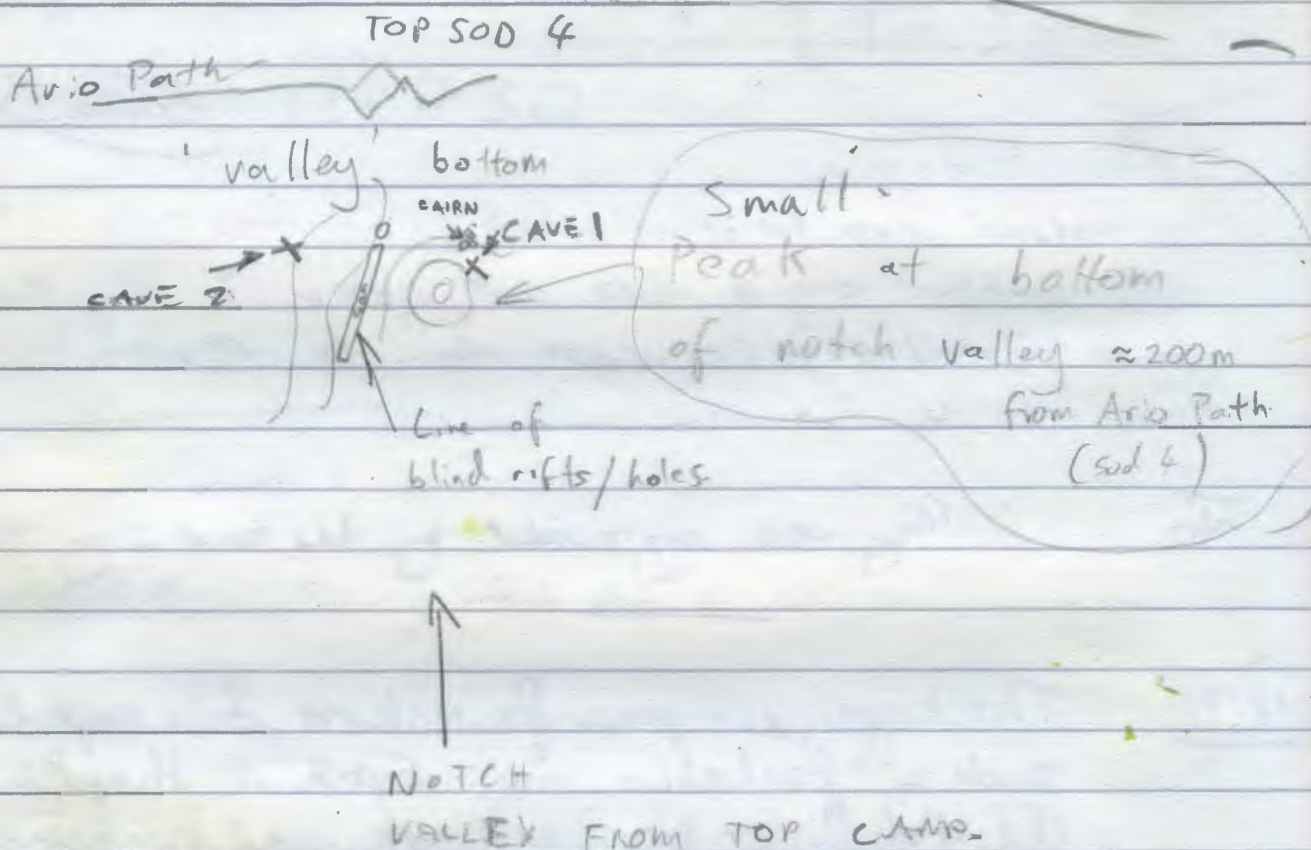 TOP SOD 4
Ario Path
'valley' bottom
CAIRN
CAVE 1
CAVE 2
Small
Peak at bottom
of notch valley ≈200m
from Ario Path
(sod 4)
Line of
blind rifts/holes
NOTCH
VALLEY FROM TOP CAMP.